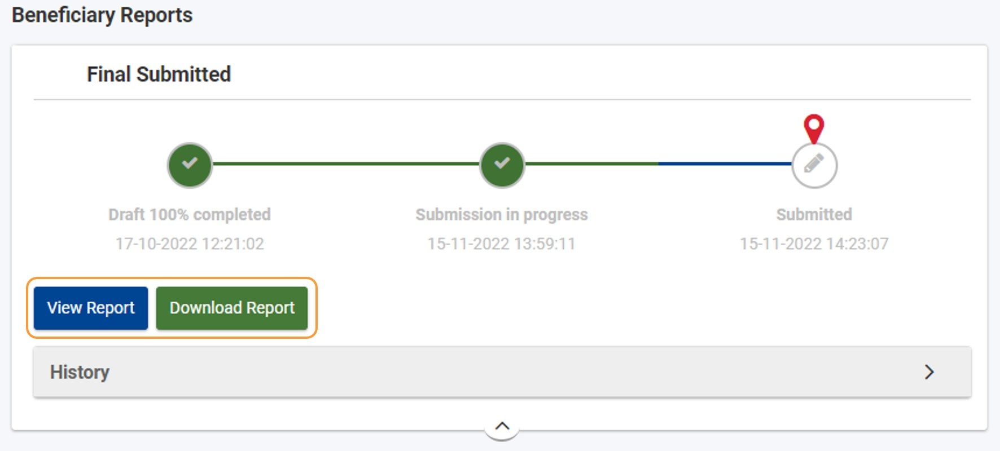 Beneficiary Reports
Final Submitted
Draft 100% completed
17-10-2022 12:21:02
Submission in progress
15-11-2022 13:59:11
Submitted
15-11-2022 14:23:07
View Report
Download Report
History